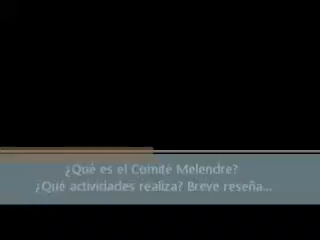 ¿Qué es el Comité Melendre?
¿Qué actividades realiza? Breve reseña...